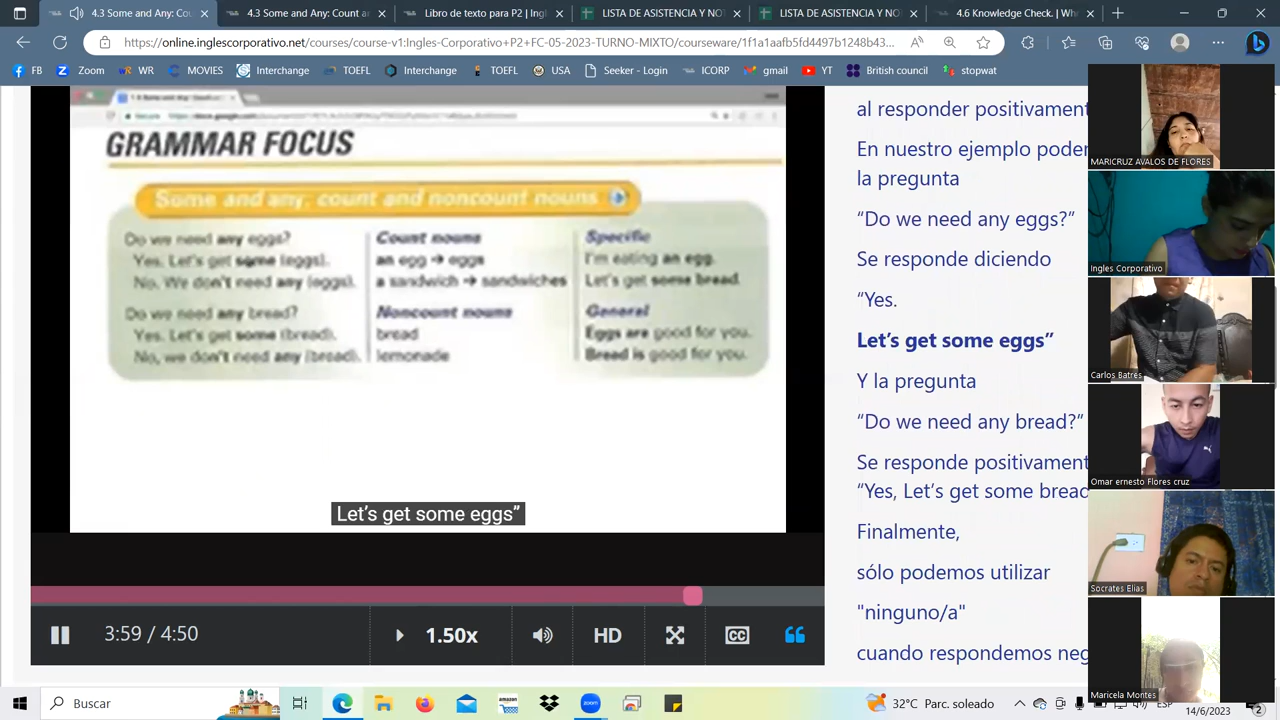 4.3 Some and Any: Count
4.3 Some and Any: Count and n
Libro de texto para P2 | Ingl
LISTA DE ASISTENCIA Y NOT
LISTA DE ASISTENCIA Y NOT
4.6 Knowledge Check. | Wh
https://online.inglescorporativo.net/courses/course-v1:Ingles-Corporativo+P2+FC-05-2023-TURNO-MIXTO/courseware/1f1a1aafb5fd4497b1248b43...
FB
Zoom
WR
MOVIES
Interchange
TOEFL
Interchange
TOEFL
USA
Seeker - Login
ICORP
gmail
YT
British council
stopwat
GRAMMAR FOCUS
Some and any; count and noncount nouns
Do we need any eggs?
Yes. Let's get some (eggs).
No. We don't need any (eggs).
Do we need any bread?
Yes. Let's get some (bread).
No, we don't need any (bread).
Count nouns
an egg → eggs
a sandwich → sandwiches
Noncount nouns
bread
lemonade
Specific
I'm eating an egg.
Let's get some bread.
General
Eggs are good for you.
Bread is good for you.
Let's get some eggs”
3:59 / 4:50
1.50x
HD
CC
al responder positivament
En nuestro ejemplo poder
la pregunta
“Do we need any eggs?”
Se responde diciendo
“Yes.
Let's get some eggs”
Y la pregunta
“Do we need any bread?”
Se responde positivament
“Yes, Let's get some bread
Finalmente,
sólo podemos utilizar
"ninguno/a"
cuando respondemos neg
MARICRUZ AVALOS DE FLORES
Ingles Corporativo
Carlos Batres
Omar ernesto Flores cruz
Socrates Elias
Maricela Montes
Buscar
32°C Parc. soleado
ESP
14/6/2023
2